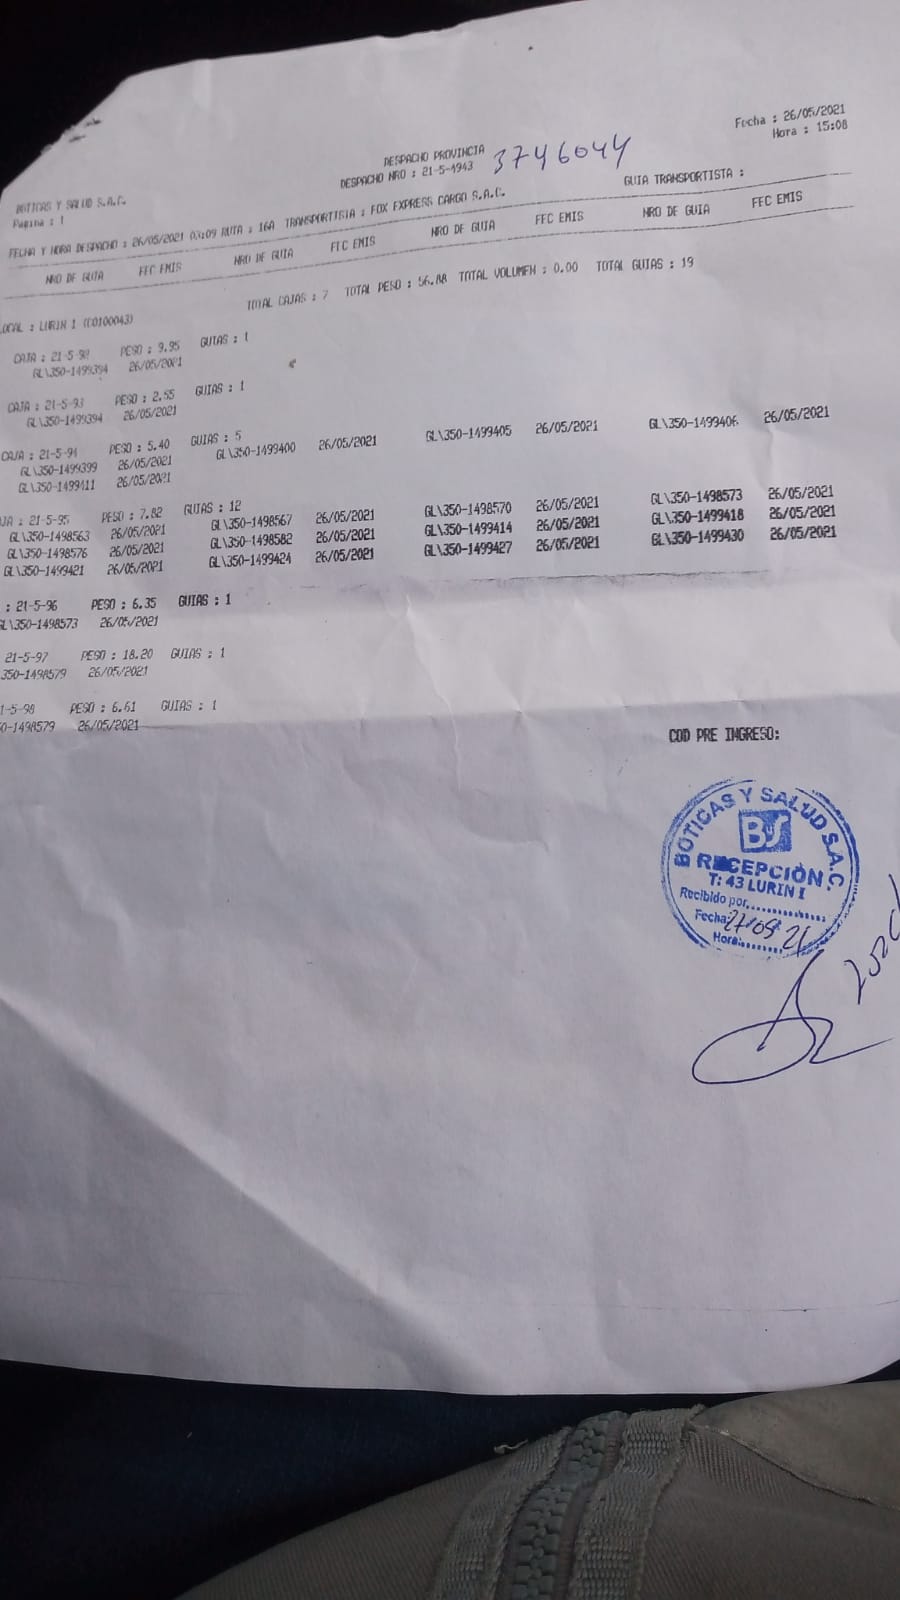 Fecha : 26/05/2021
Hora : 15:08
DESPACHO PROVINCIA
DESPACHO NRO : 21-5-4943 3746044
BOTICAS Y SALUD S.A.C.
Pagina : 1
GUIA TRANSPORTISTA :
FECHA Y HORA DESPACHO : 26/05/2021 03:09 RUTA : 16A TRANSPORTISTA : FOX EXPRESS CARGO S.A.C.
NRO DE GUIA FEC EMIS NRO DE GUIA FEC EMIS NRO DE GUIA FEC EMIS NRO DE GUIA FEC EMIS
LOCAL : LURIN 1 (C0100043) TOTAL CAJAS : 7 TOTAL PESO : 56.88 TOTAL VOLUMEN : 0.00 TOTAL GUIAS : 19
CAJA : PESO : 9.95 GUIAS : 1
GL\350-1499394 26/05/2021
CAJA : 21-5-93 PESO : 2.55 GUIAS : 1
GL\350-1499394 26/05/2021
CAJA : 21-5-94 PESO : 5.40 GUIAS : 5
GL\350-1499399 26/05/2021 GL\350-1499400 26/05/2021 GL\350-1499405 26/05/2021 GL\350-1499406 26/05/2021
GL\350-1499411 26/05/2021
JA : 21-5-95 PESO : 7.82 GUIAS : 12
GL\350-1498563 26/05/2021 GL\350-1498567 26/05/2021 GL\350-1498570 26/05/2021 GL\350-1498573 26/05/2021
GL\350-1498576 26/05/2021 GL\350-1498582 26/05/2021 GL\350-1499414 26/05/2021 GL\350-1499418 26/05/2021
GL\350-1499421 26/05/2021 GL\350-1499424 26/05/2021 GL\350-1499427 26/05/2021 GL\350-1499430 26/05/2021
: 21-5-96 PESO : 6.35 GUIAS : 1
GL\350-1498573 26/05/2021
21-5-97 PESO : 18.20 GUIAS : 1
350-1498579 26/05/2021
1-5-98 PESO : 6.61 GUIAS : 1
0-1498579 26/05/2021
COD PRE INGRESO:
BOTICAS Y SALUD S.A.C.
BS
RECEPCIÓN
T: 43 LURIN I
Recibido por..............
Fecha: 27/05 21
Hora:........